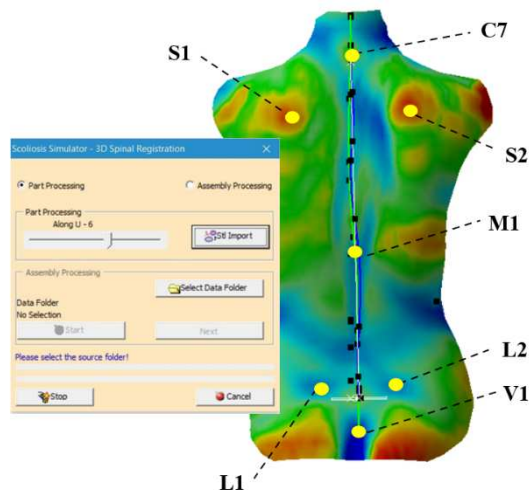 C7
S1
S2
Scoliosis Simulator - 3D Spinal Registration
Part Processing
Assembly Processing
Part Processing
Along U - 6
Stl Import
Assembly Processing
Select Data Folder
Data Folder
No Selection
Start
Next
Please select the source folder!
Stop
Cancel
M1
L2
V1
L1